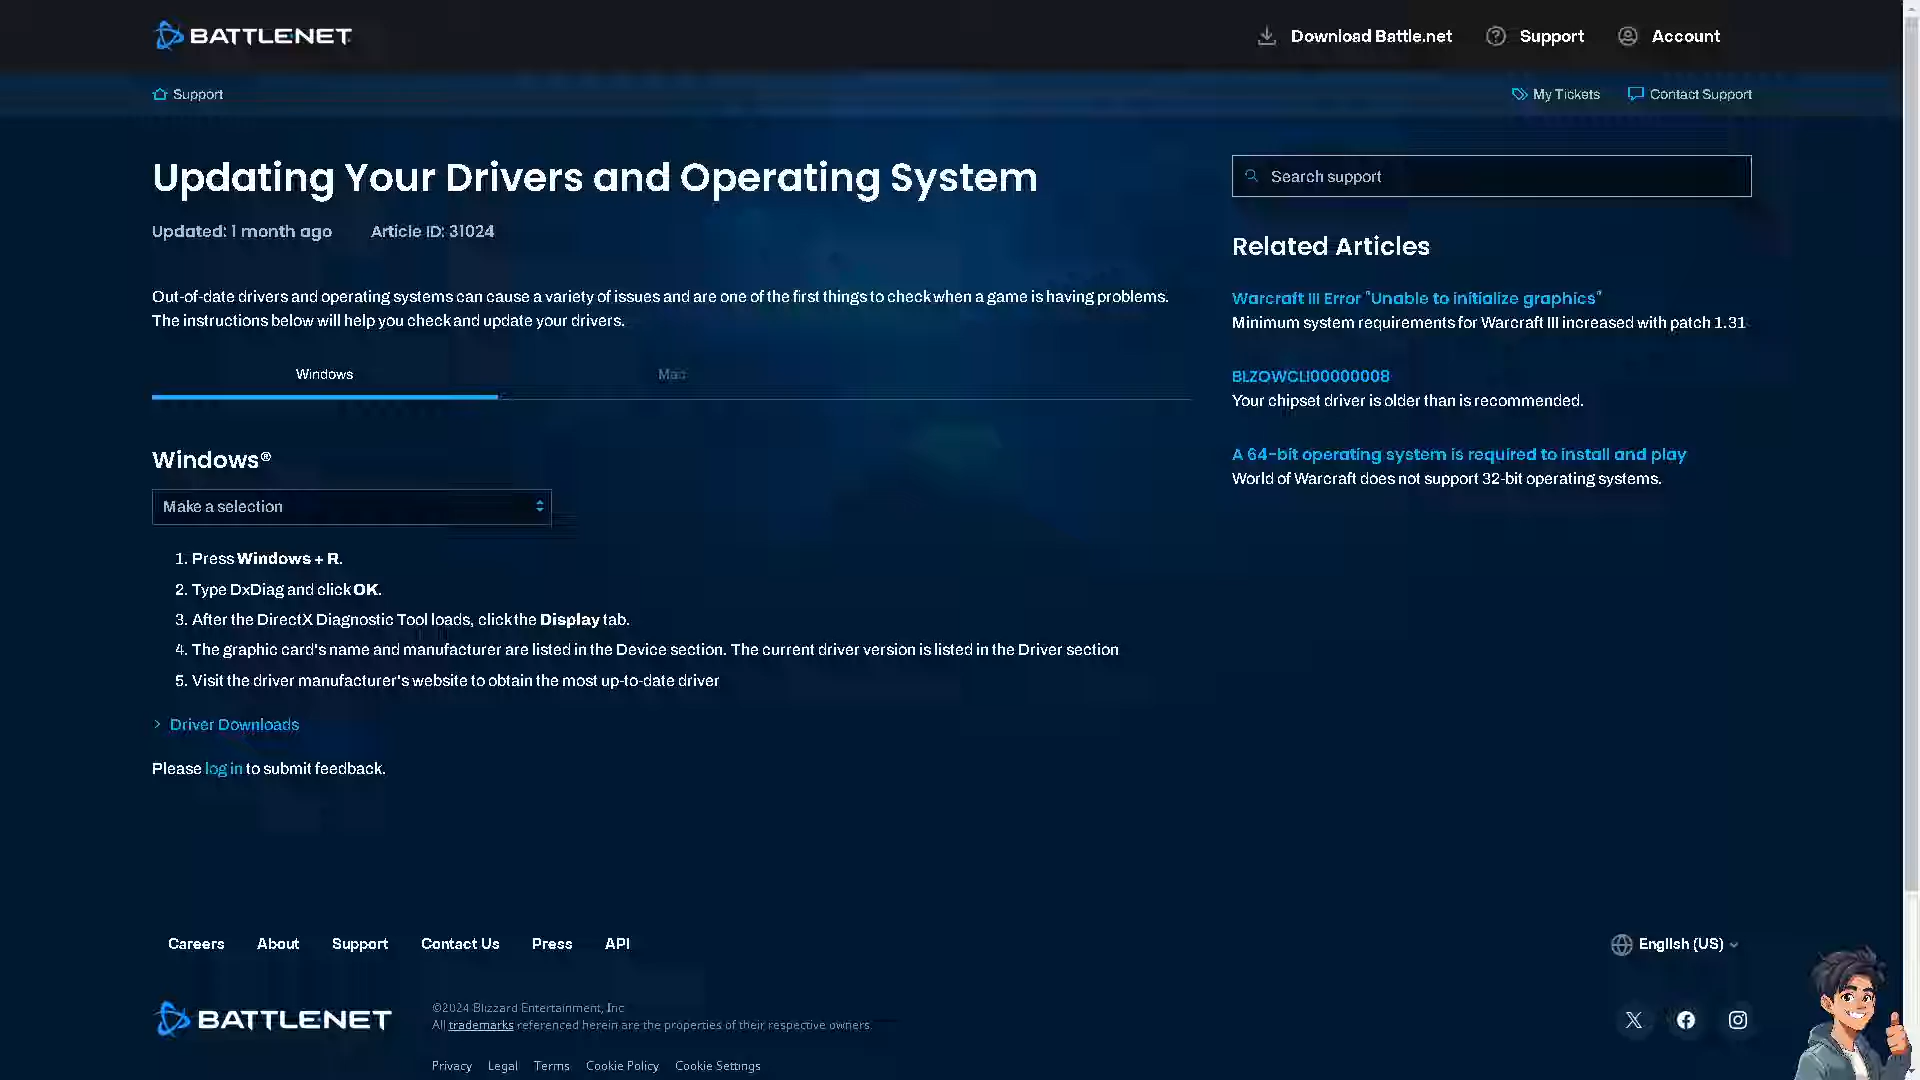 BATTLENET
Download Battle.net
Support
Account
Support
My Tickets
Contact Support
Updating Your Drivers and Operating System
Updated: 1 month ago
Article ID: 31024
Out-of-date drivers and operating systems can cause a variety of issues and are one of the first things to check when a game is having problems.
The instructions below will help you check and update your drivers.
Windows
Mac
Windows®
Make a selection
1. Press Windows + R.
2. Type DxDiag and click OK.
3. After the DirectX Diagnostic Tool loads, click the Display tab.
4. The graphic card's name and manufacturer are listed in the Device section. The current driver version is listed in the Driver section
5. Visit the driver manufacturer's website to obtain the most up-to-date driver
Driver Downloads
Please log in to submit feedback.
Search support
Related Articles
Warcraft III Error "Unable to initialize graphics"
Minimum system requirements for Warcraft III increased with patch 1.31
BLZOWCLI00000008
Your chipset driver is older than is recommended.
A 64-bit operating system is required to install and play
World of Warcraft does not support 32-bit operating systems.
Careers
About
Support
Contact Us
Press
API
English (US)
BATTLENET
©2024 Blizzard Entertainment, Inc
All trademarks referenced herein are the properties of their respective owners.
Privacy
Legal
Terms
Cookie Policy
Cookie Settings